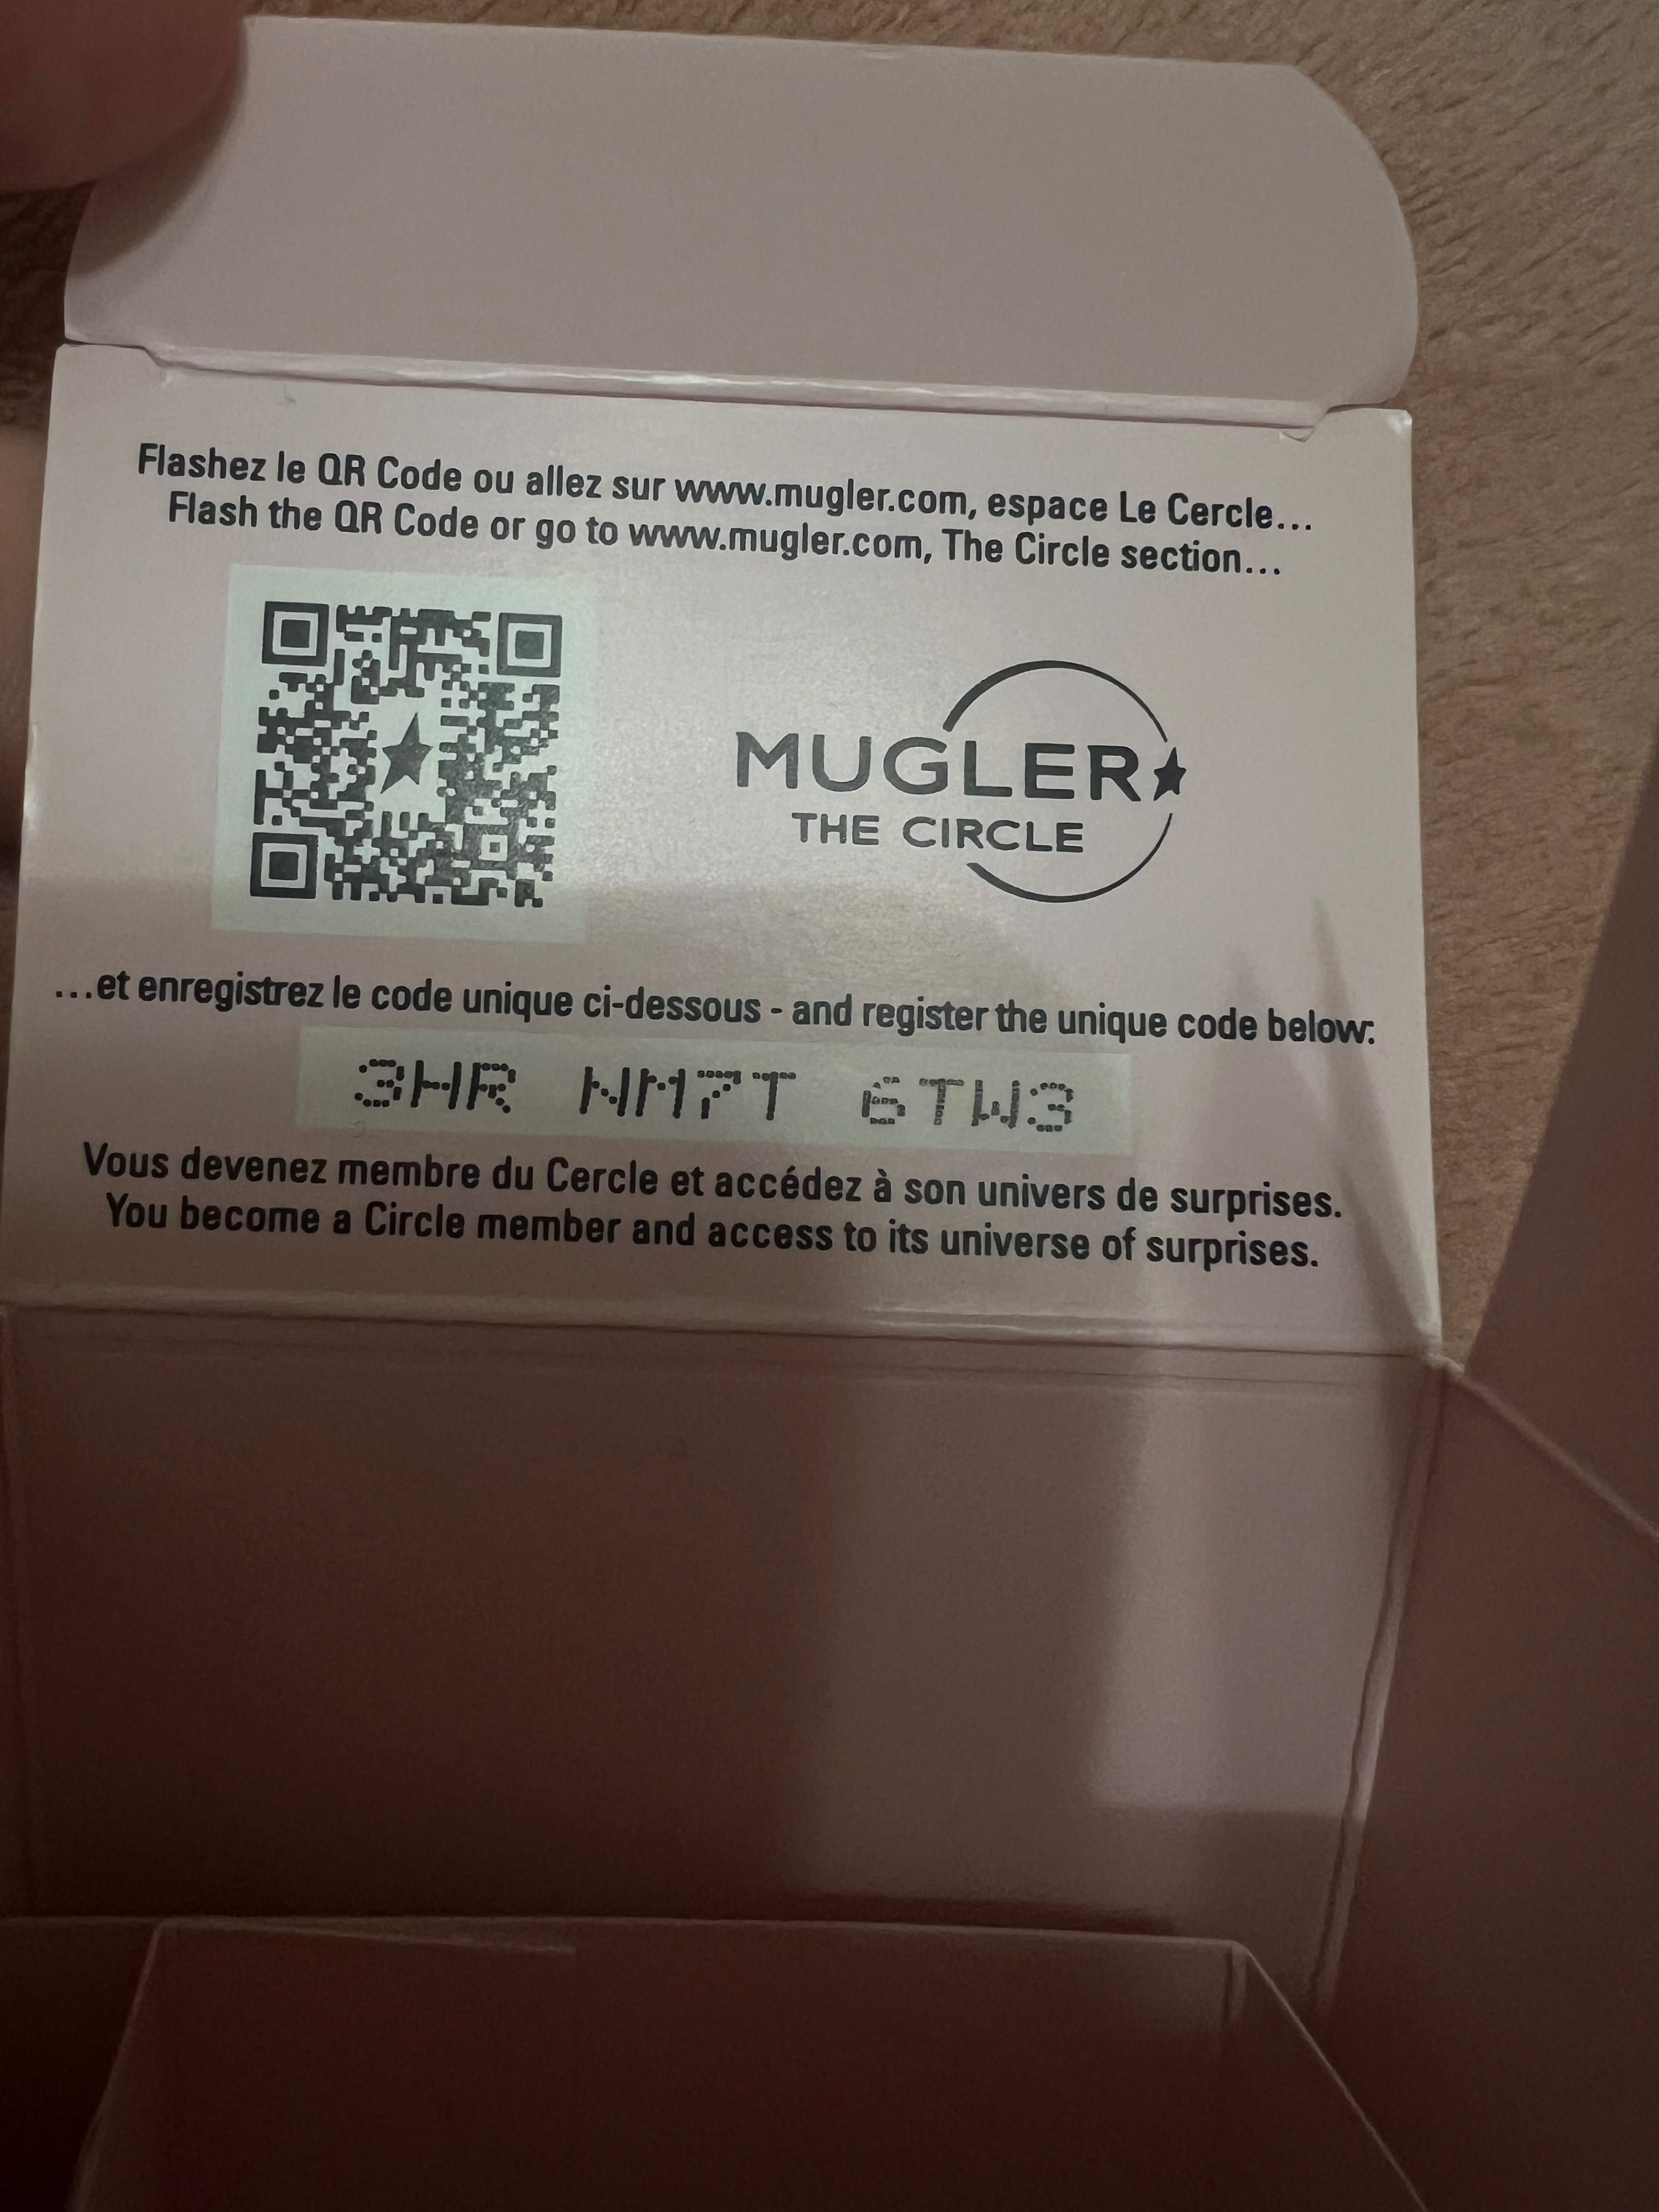 Flashez le QR Code ou allez sur www.mugler.com, espace Le Cercle...
Flash the QR Code or go to www.mugler.com, The Circle section...
MUGLER
THE CIRCLE
...et enregistrez le code unique ci-dessous - and register the unique code below:
3HR NM7T 6TW3
Vous devenez membre du Cercle et accédez à son univers de surprises.
You become a Circle member and access to its universe of surprises.